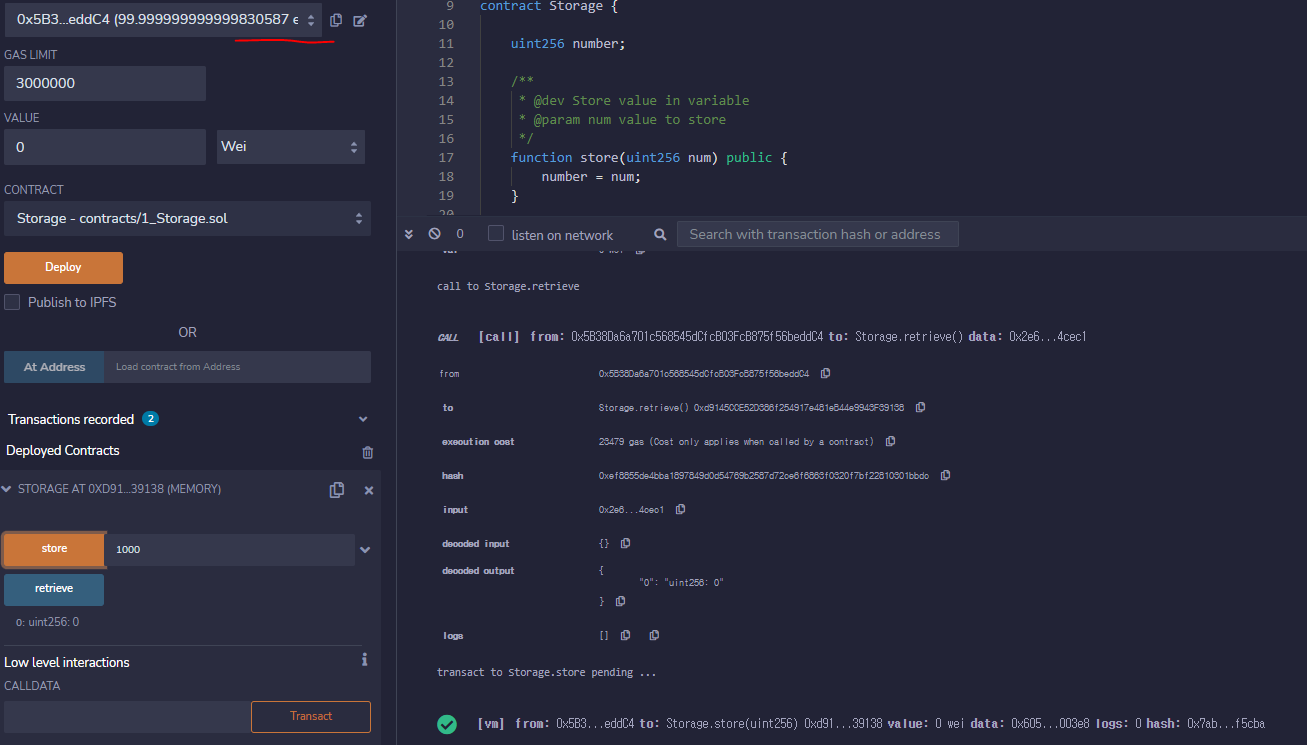 0x5B3...eddC4 (99.999999999999830587 e
GAS LIMIT
3000000
VALUE
0
Wei
CONTRACT
Storage - contracts/1_Storage.sol
Deploy
Publish to IPFS
OR
At Address
Load contract from Address
Transactions recorded 2
Deployed Contracts
STORAGE AT 0XD91...39138 (MEMORY)
store
1000
retrieve
0: uint256: 0
Low level interactions
i
CALLDATA
Transact
9 contract Storage {
10
11 uint256 number;
12
13 /**
14 * @dev Store value in variable
15 * @param num value to store
16 */
17 function store(uint256 num) public {
18 number = num;
19 }
20
0
listen on network
Search with transaction hash or address
call to Storage.retrieve
CALL [call] from: 0x5B38Da6a701c568545dCfcB03FcB875f56beddC4 to: Storage.retrieve() data: 0x2e6...4cec1
from 0x5B38Da6a701c568545dCfcB03FcB875f56beddC4
to Storage.retrieve() 0xd9145CCE52D386f254917e481eB44e9943F39138
execution cost 23479 gas (Cost only applies when called by a contract)
hash
input 0x2e6...4cec1
decoded input {}
decoded output {
"0": "uint256: 0"
}
logs []
transact to Storage.store pending ...
[vm] from: 0x5B3...eddC4 to: Storage.store(uint256) 0xd91...39138 value: 0 wei data: 0x605...003e8 logs: 0 hash: 0x7ab...f5cba